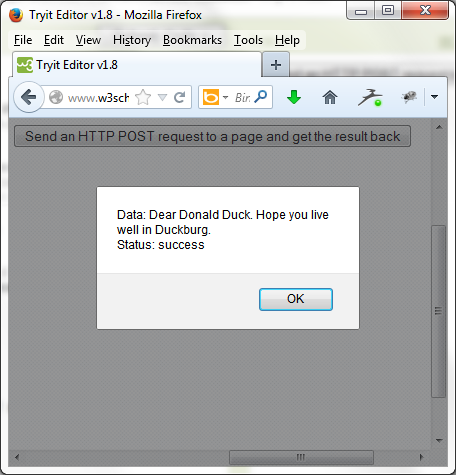 Tryit Editor v1.8 - Mozilla Firefox
File Edit View History Bookmarks Tools Help
Tryit Editor v1.8
www.w3sch
Bin
Send an HTTP POST request to a page and get the result back
Data: Dear Donald Duck. Hope you live
well in Duckburg.
Status: success
OK